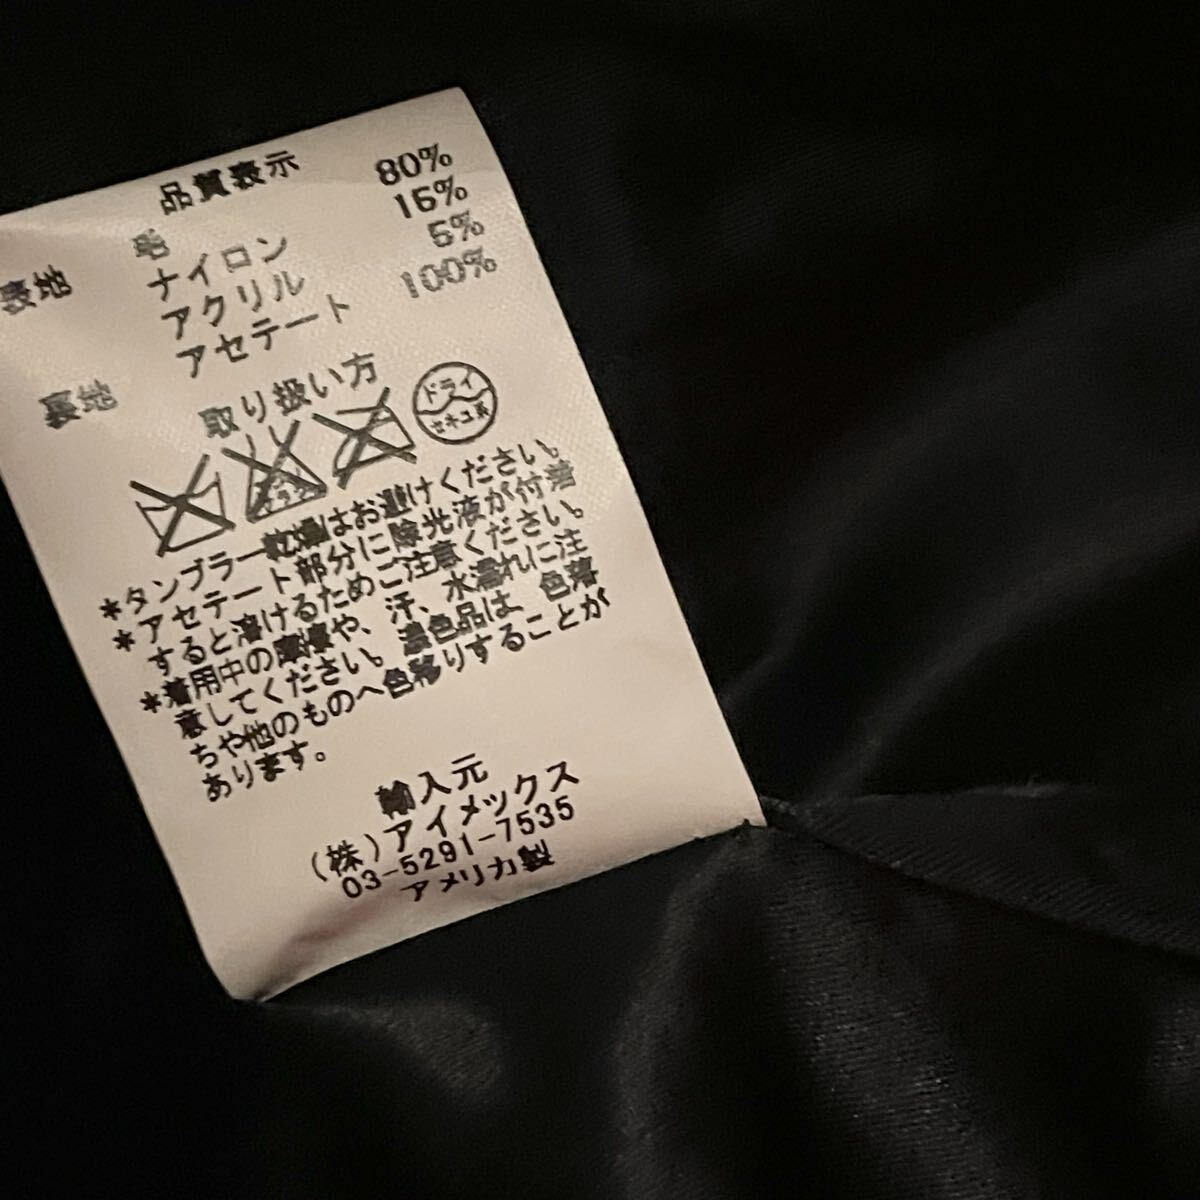 品質表示
表地 毛 80%
ナイロン 15%
アクリル 5%
裏地 アセテート 100%
取り扱い方
エンソ サラシ
ドライ
セキユ系
*タンブラー乾燥はお避けください。
*アセテート部分に除光液が付着
すると溶けるためご注意ください。
*着用中の摩擦や、汗、水濡れに注
意してください。濃色品は、色落
ちや他のものへ色移りすることが
あります。
輸入元
(株)アイメックス
03-5291-7535
アメリカ製